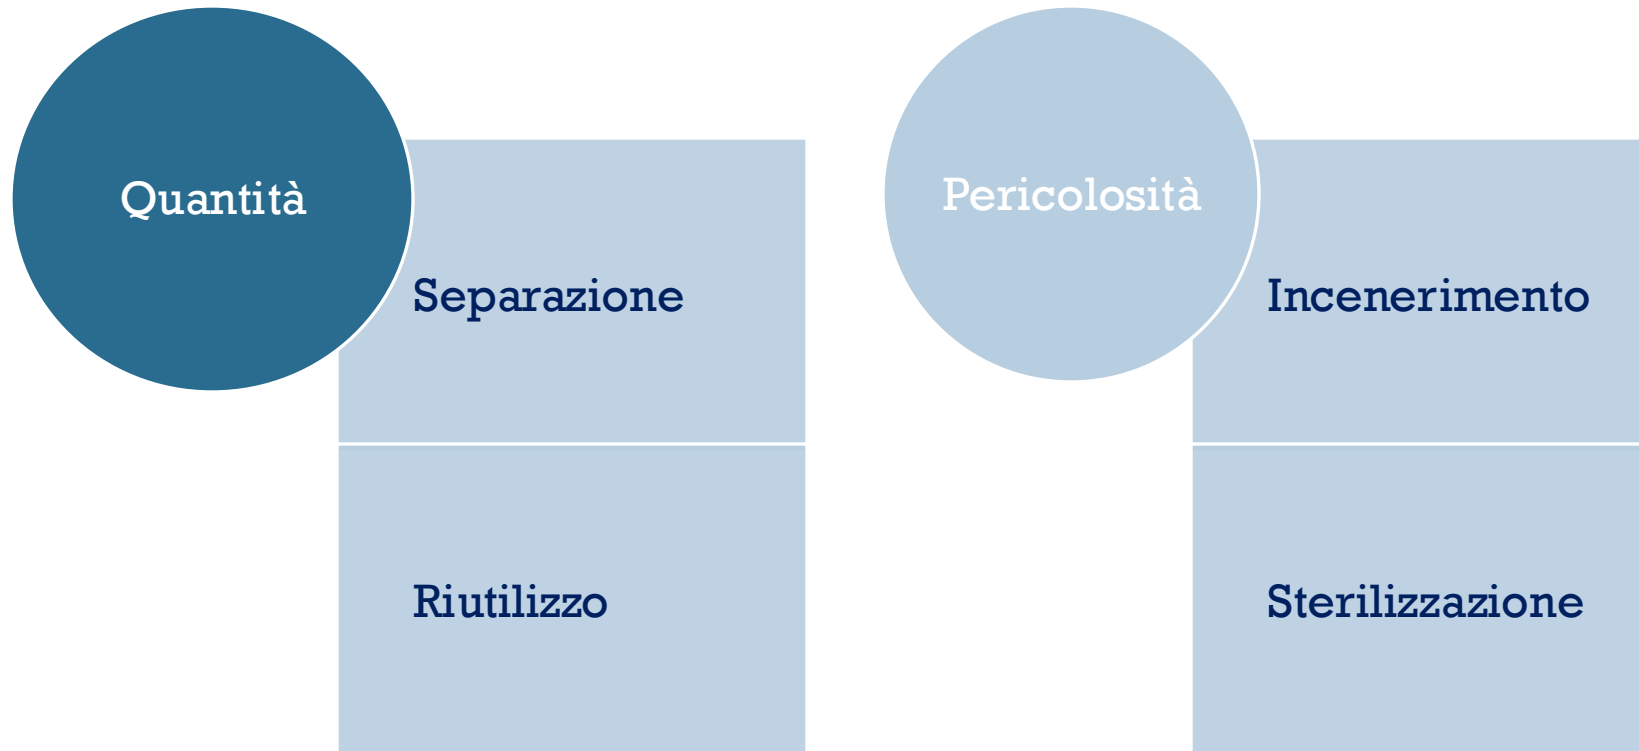 Quantità
Separazione
Riutilizzo
Pericolosità
Incenerimento
Sterilizzazione